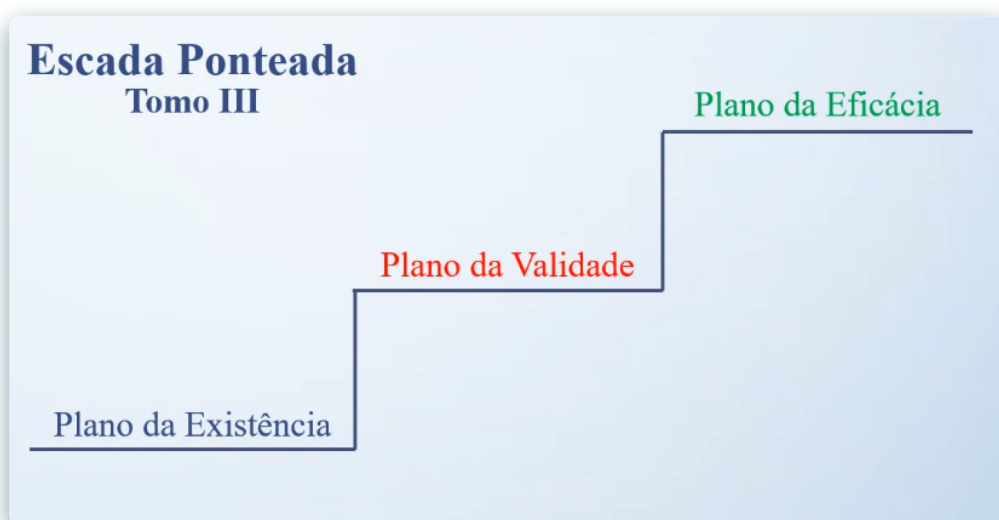 Escada Ponteada
Tomo III
Plano da Eficácia
Plano da Validade
Plano da Existência